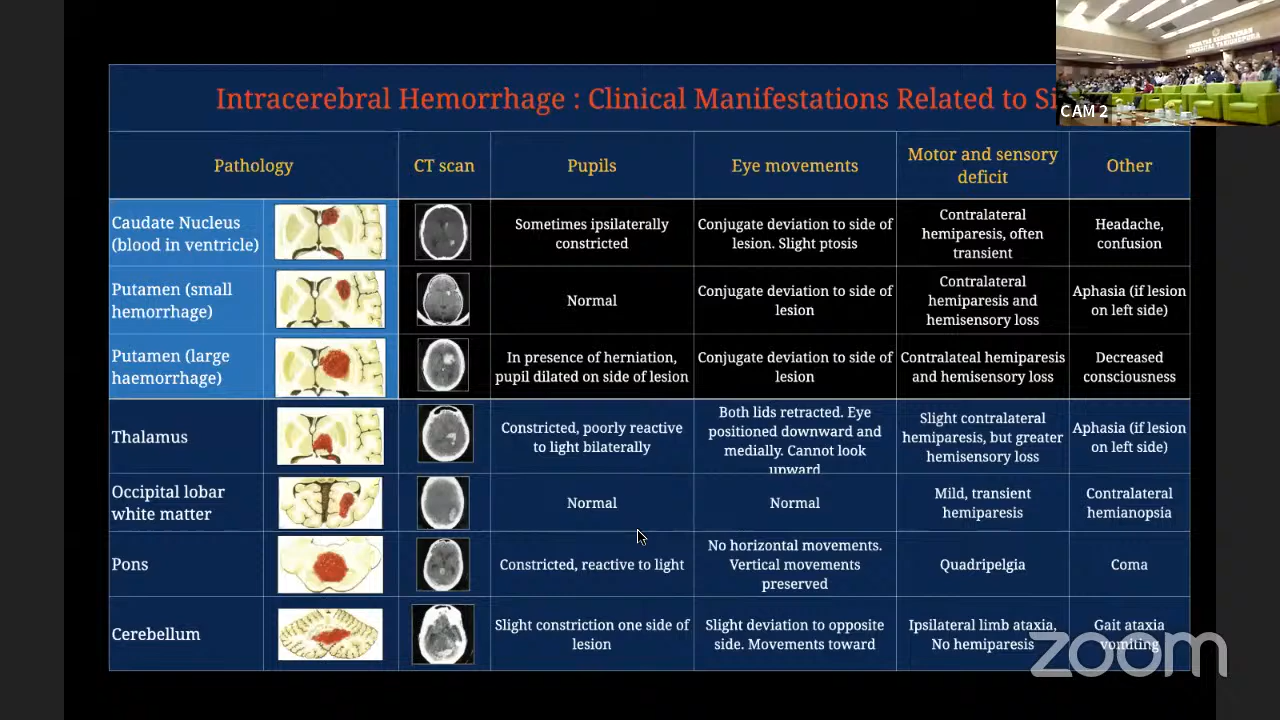 Intracerebral Hemorrhage : Clinical Manifestations Related to
CAM 2
Pathology
CT scan
Pupils
Eye movements
Motor and sensory
deficit
Other
Caudate Nucleus
(blood in ventricle)
Sometimes ipsilaterally
constricted
Conjugate deviation to side of
lesion. Slight ptosis
Contralateral
hemiparesis, often
transient
Headache,
confusion
Putamen (small
hemorrhage)
Normal
Conjugate deviation to side of
lesion
Contralateral
hemiparesis and
hemisensory loss
Aphasia (if lesion
on left side)
Putamen (large
haemorrhage)
In presence of herniation,
pupil dilated on side of lesion
Conjugate deviation to side of
lesion
Contralateal hemiparesis
and hemisensory loss
Decreased
consciousness
Thalamus
Constricted, poorly reactive
to light bilaterally
Both lids retracted. Eye
positioned downward and
medially. Cannot look
upward
Slight contralateral
hemiparesis, but greater
hemisensory loss
Aphasia (if lesion
on left side)
Occipital lobar
white matter
Normal
Normal
Mild, transient
hemiparesis
Contralateral
hemianopsia
Pons
Constricted, reactive to light
No horizontal movements.
Vertical movements
preserved
Quadripelgia
Coma
Cerebellum
Slight constriction one side of
lesion
Slight deviation to opposite
side. Movements toward
Ipsilateral limb ataxia,
No hemiparesis
Gait ataxia
vomiting
zoom